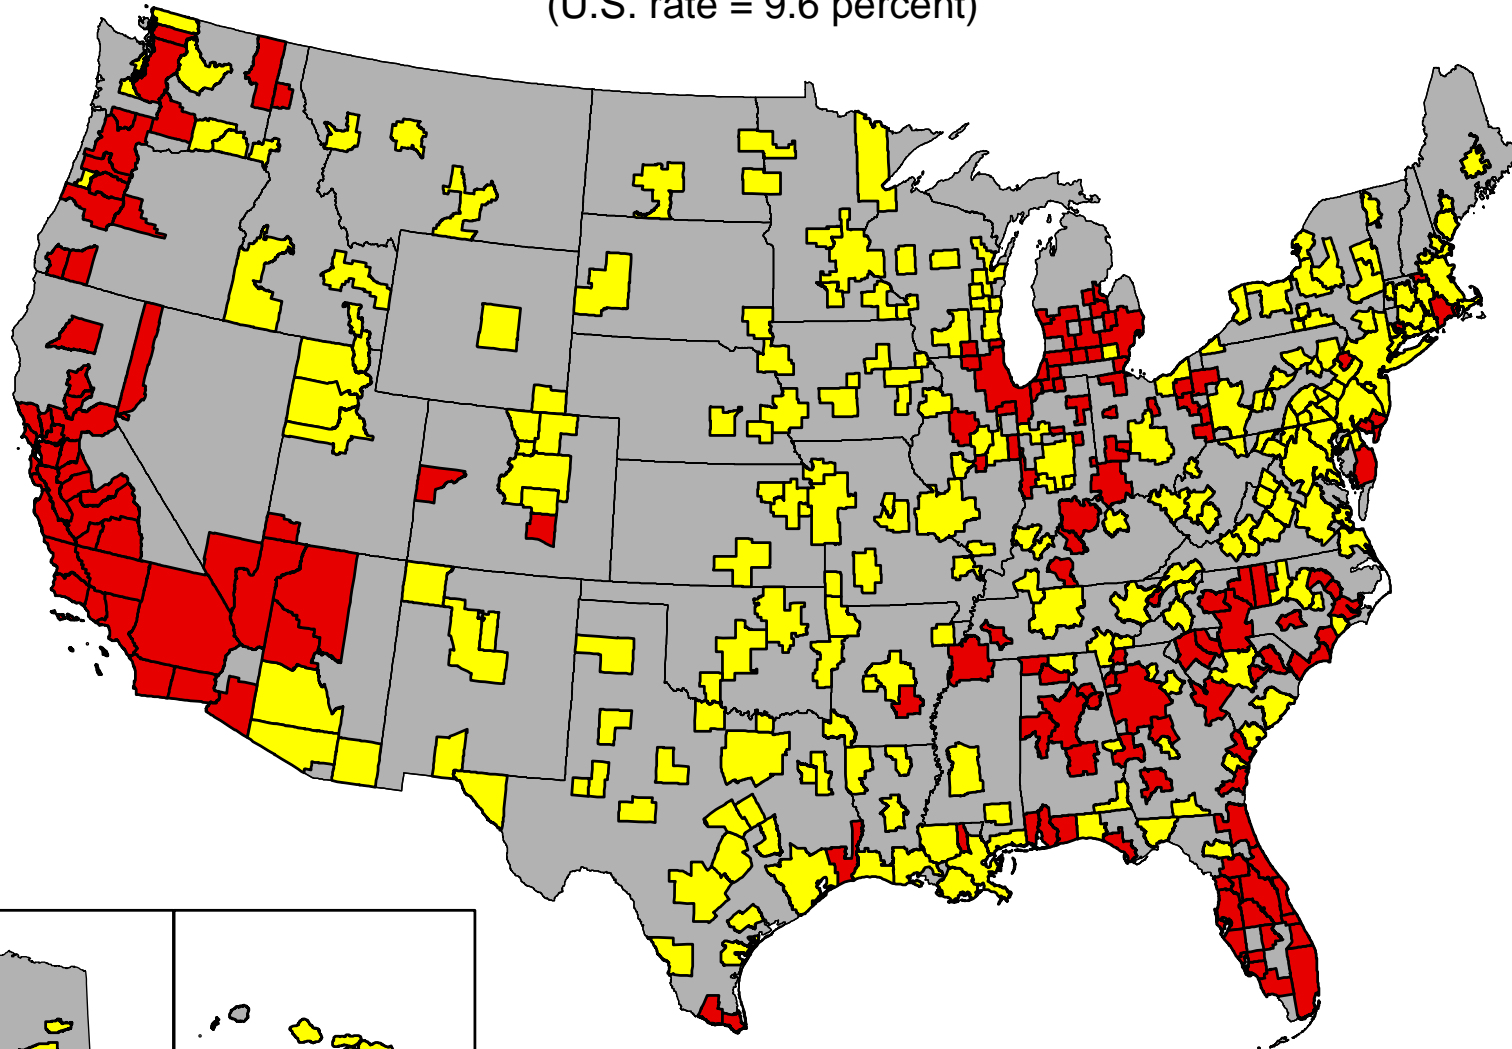 (U.S. rate = 9.6 percent)